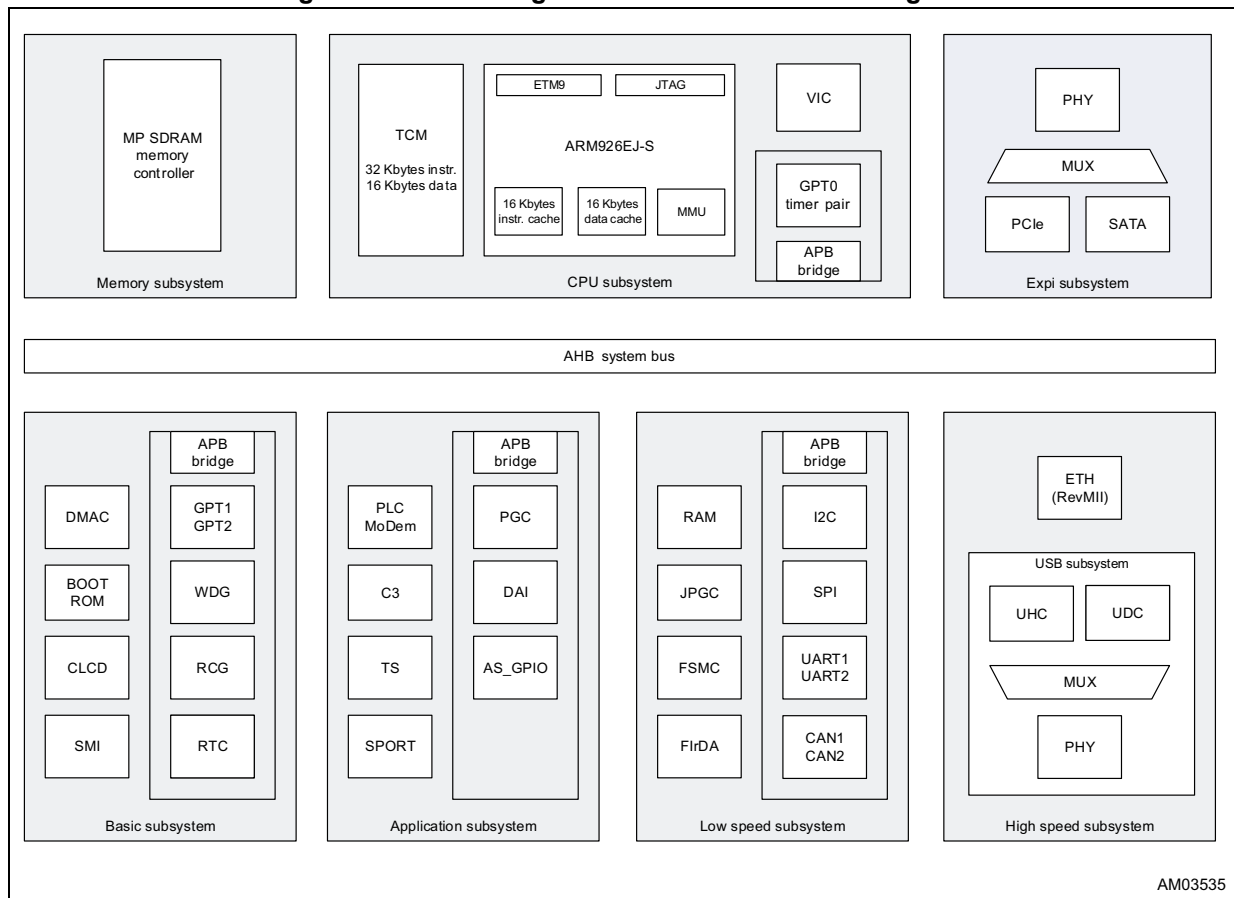 MP SDRAM
memory
controller
Memory subsystem
TCM
32 Kbytes instr.
16 Kbytes data
ETM9
JTAG
ARM926EJ-S
16 Kbytes
instr. cache
16 Kbytes
data cache
MMU
VIC
GPT0
timer pair
APB
bridge
CPU subsystem
PHY
MUX
PCIe
SATA
Expi subsystem
AHB system bus
APB
bridge
DMAC
GPT1
GPT2
BOOT
ROM
WDG
CLCD
RCG
SMI
RTC
Basic subsystem
APB
bridge
PLC
MoDem
PGC
C3
DAI
TS
AS_GPIO
SPORT
Application subsystem
APB
bridge
RAM
I2C
JPGC
SPI
FSMC
UART1
UART2
FIrDA
CAN1
CAN2
Low speed subsystem
ETH
(RevMII)
USB subsystem
UHC
UDC
MUX
PHY
High speed subsystem
AM03535